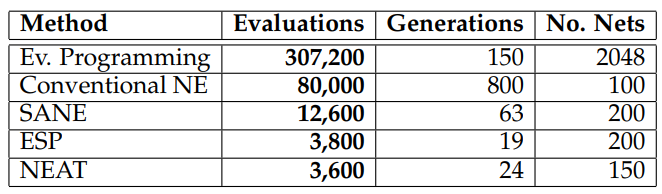 Method Evaluations Generations No. Nets
Ev. Programming 307,200 150 2048
Conventional NE 80,000 800 100
SANE 12,600 63 200
ESP 3,800 19 200
NEAT 3,600 24 150